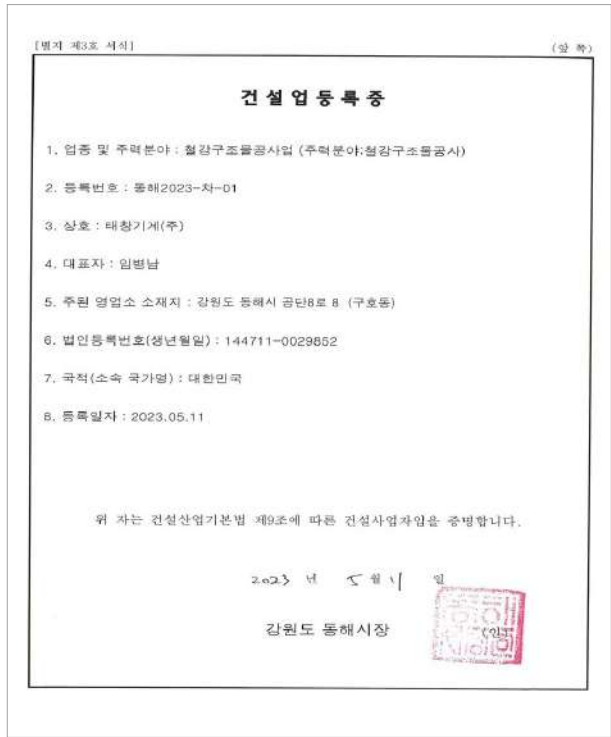 [별지 제3호 서식] (앞 쪽)
건설업등록증
1. 업종 및 주력분야 : 철강구조물공사업 (주력분야:철강구조물공사)
2. 등록번호 : 동해2023-차-01
3. 상호 : 태창기계(주)
4. 대표자 : 임병남
5. 주된 영업소 소재지 : 강원도 동해시 공단8로 8 (구호동)
6. 법인등록번호(생년월일) : 144711-0029852
7. 국적(소속 국가명) : 대한민국
8. 등록일자 : 2023.05.11
위 자는 건설산업기본법 제9조에 따른 건설사업자임을 증명합니다.
2023 년 5 월 11 일
강원도 동해시장 (인)